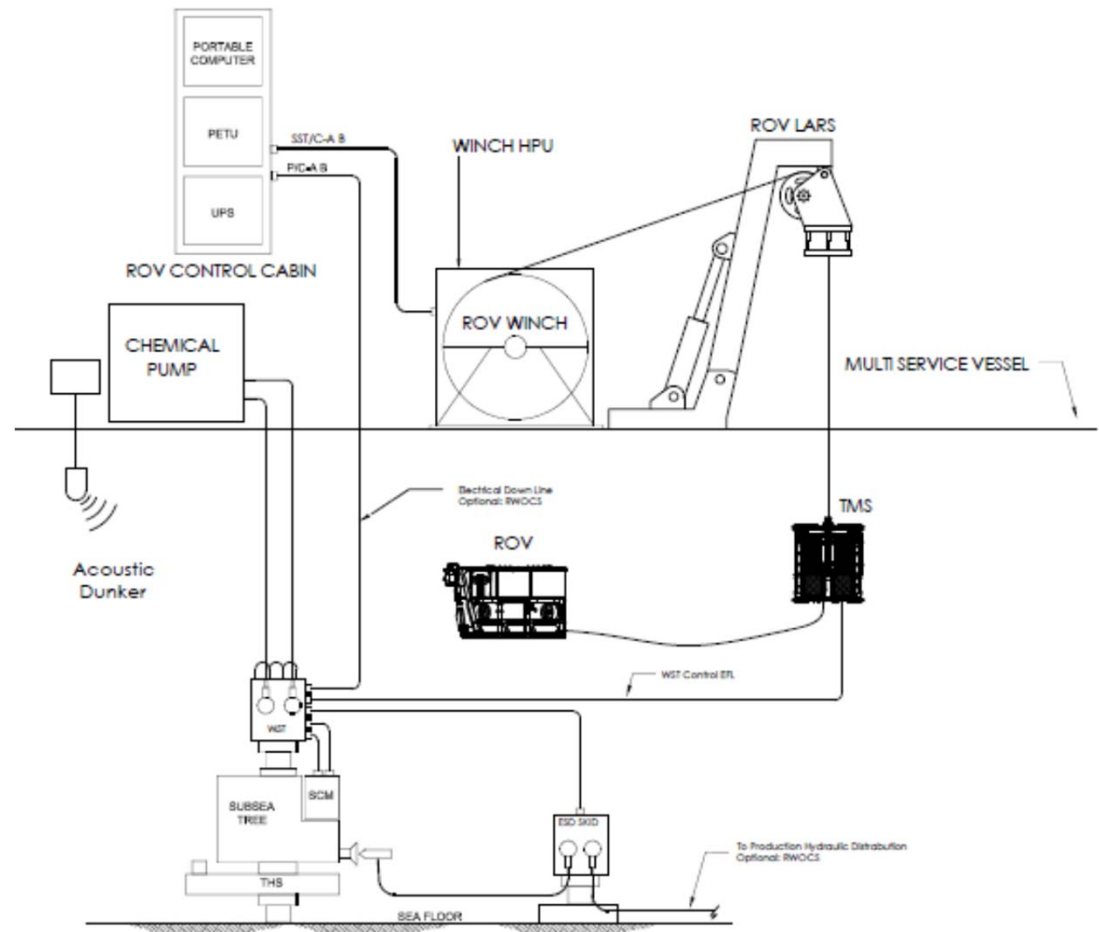 PORTABLE
COMPUTER
PETU
UPS
ROV CONTROL CABIN
SST/C-A B
P/C-A B
WINCH HPU
ROV LARS
ROV WINCH
CHEMICAL
PUMP
MULTI SERVICE VESSEL
Acoustic
Dunker
Electrical Down Line
Optional: RWOCS
ROV
TMS
WST Control EFL
WST
SUBSEA
TREE
SCM
THS
ESD SKID
To Production Hydraulic Distrabution
Optional: RWOCS
SEA FLOOR